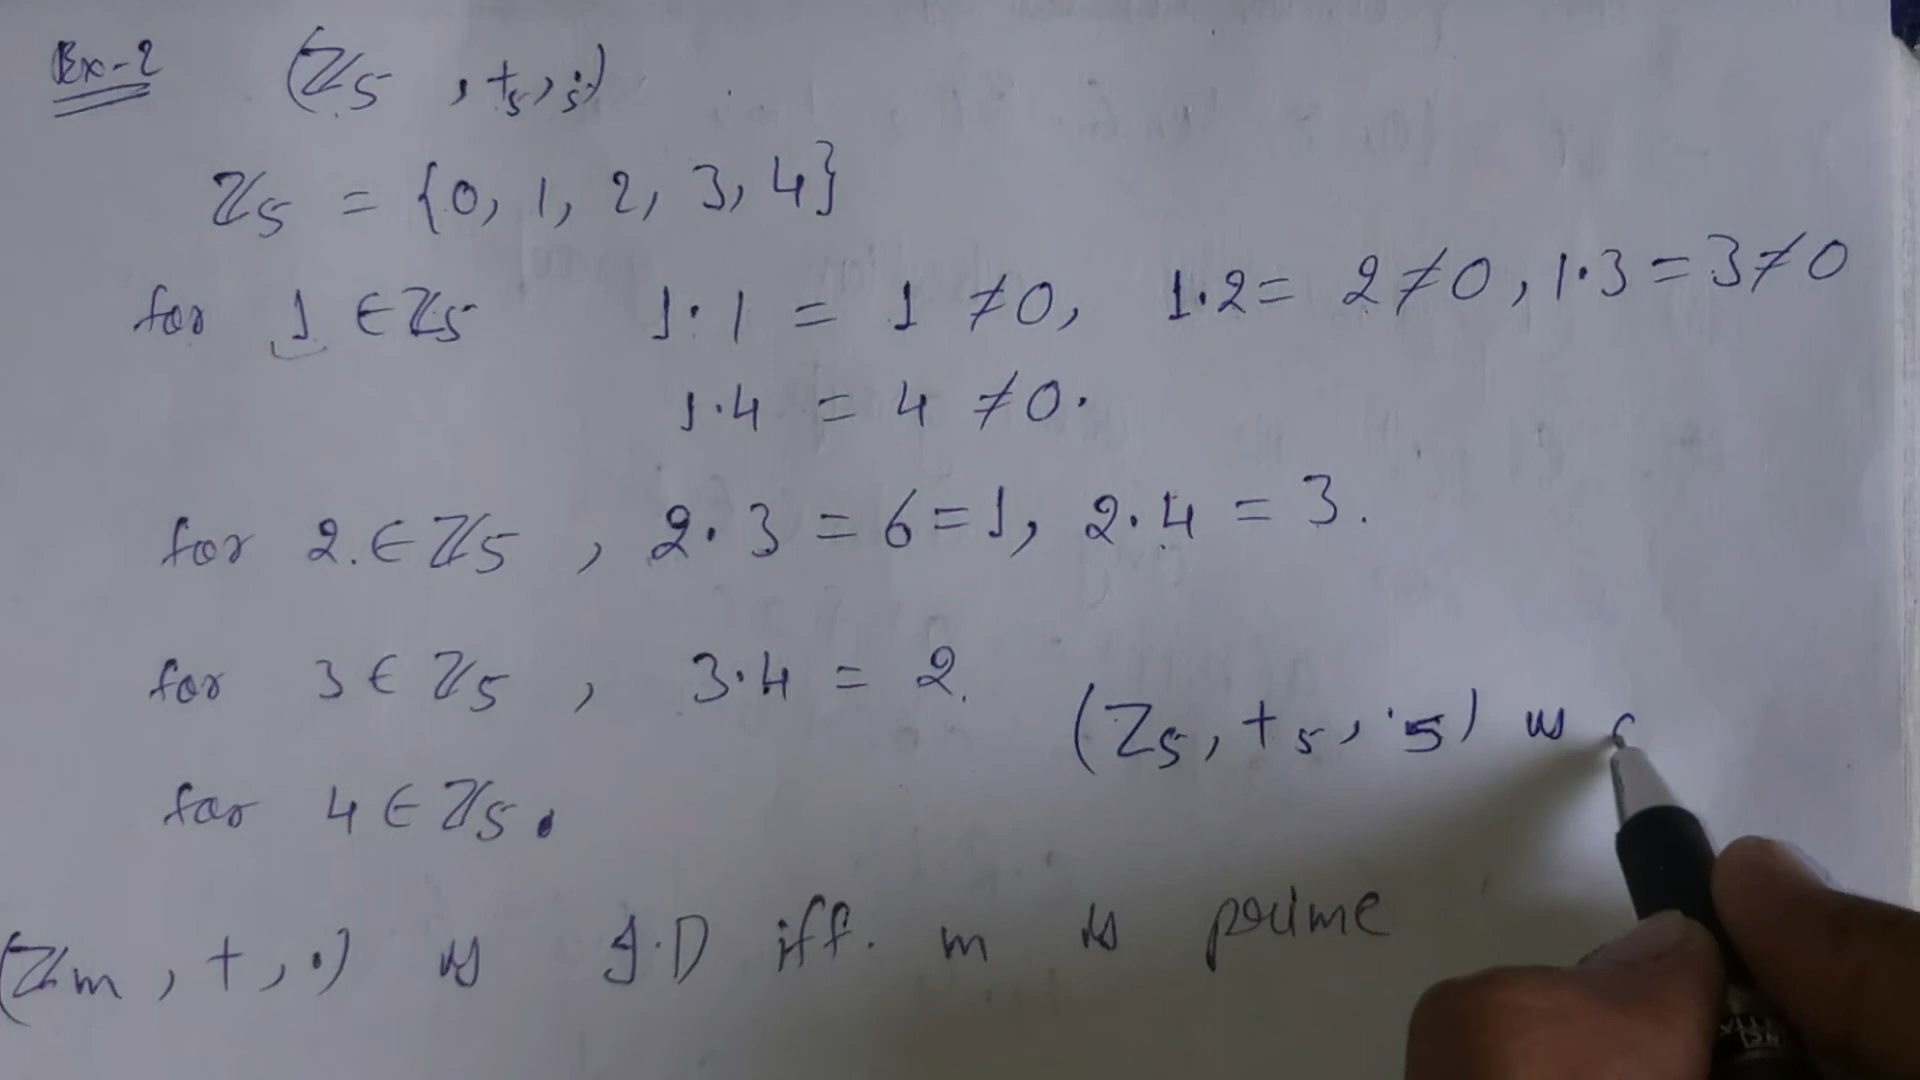 Ex-2 (ℤ5 , +5 , ·5)
ℤ5 = {0, 1, 2, 3, 4}
for 1 ∈ ℤ5 1·1 = 1 ≠0, 1·2= 2≠0, 1·3=3≠0
1·4 = 4 ≠0.
for 2. ∈ ℤ5 , 2·3 = 6=1, 2·4 = 3.
for 3 ∈ ℤ5 , 3·4 = 2.
(ℤ5, +5, ·5) is
for 4 ∈ ℤ5.
(ℤm , + , ·) is I.D iff. m is prime